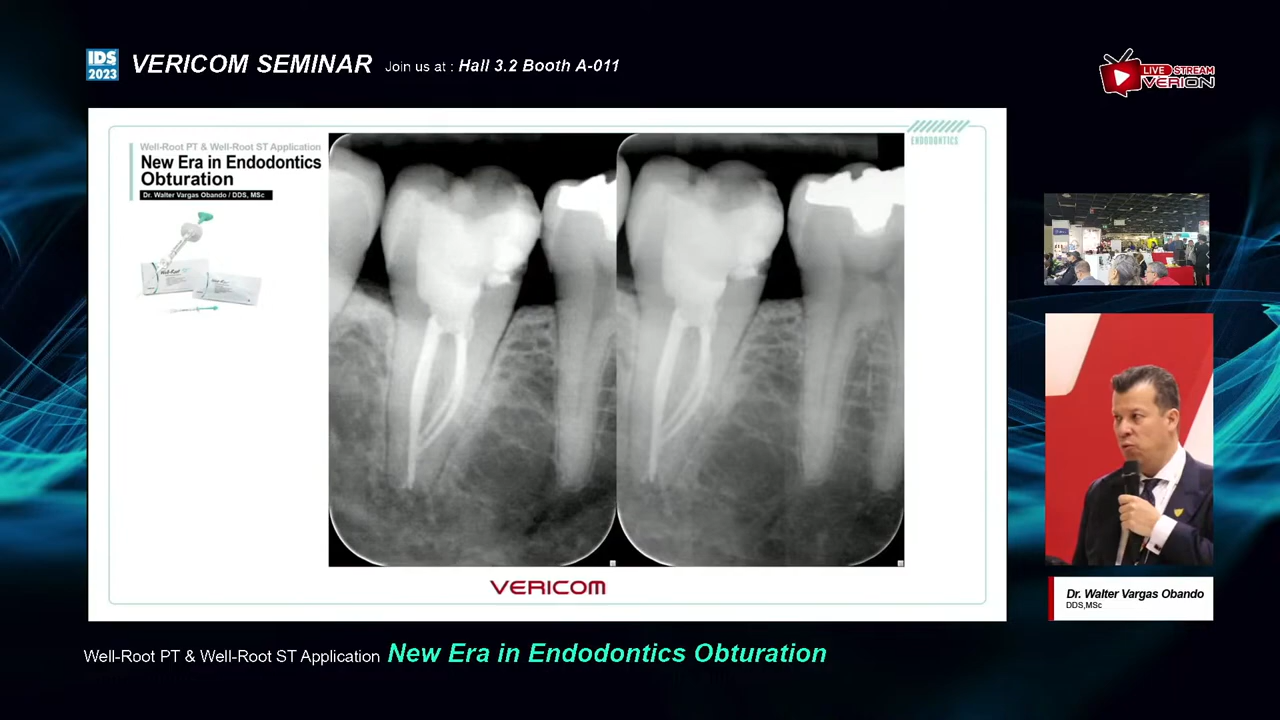 IDS
2023
VERICOM SEMINAR Join us at : Hall 3.2 Booth A-011
LIVE STREAM
VERION
Well-Root PT & Well-Root ST Application
New Era in Endodontics
Obturation
Dr. Walter Vargas Obando / DDS, MSc
ENDODONTICS
Well-Root
VERICOM
Dr. Walter Vargas Obando
DDS,MSc
Well-Root PT & Well-Root ST Application New Era in Endodontics Obturation